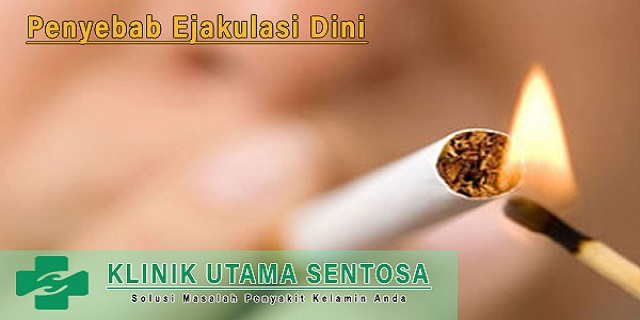 Penyebab Ejakulasi Dini
KLINIK UTAMA SENTOSA
Solusi Masalah Penyakit Kelamin Anda